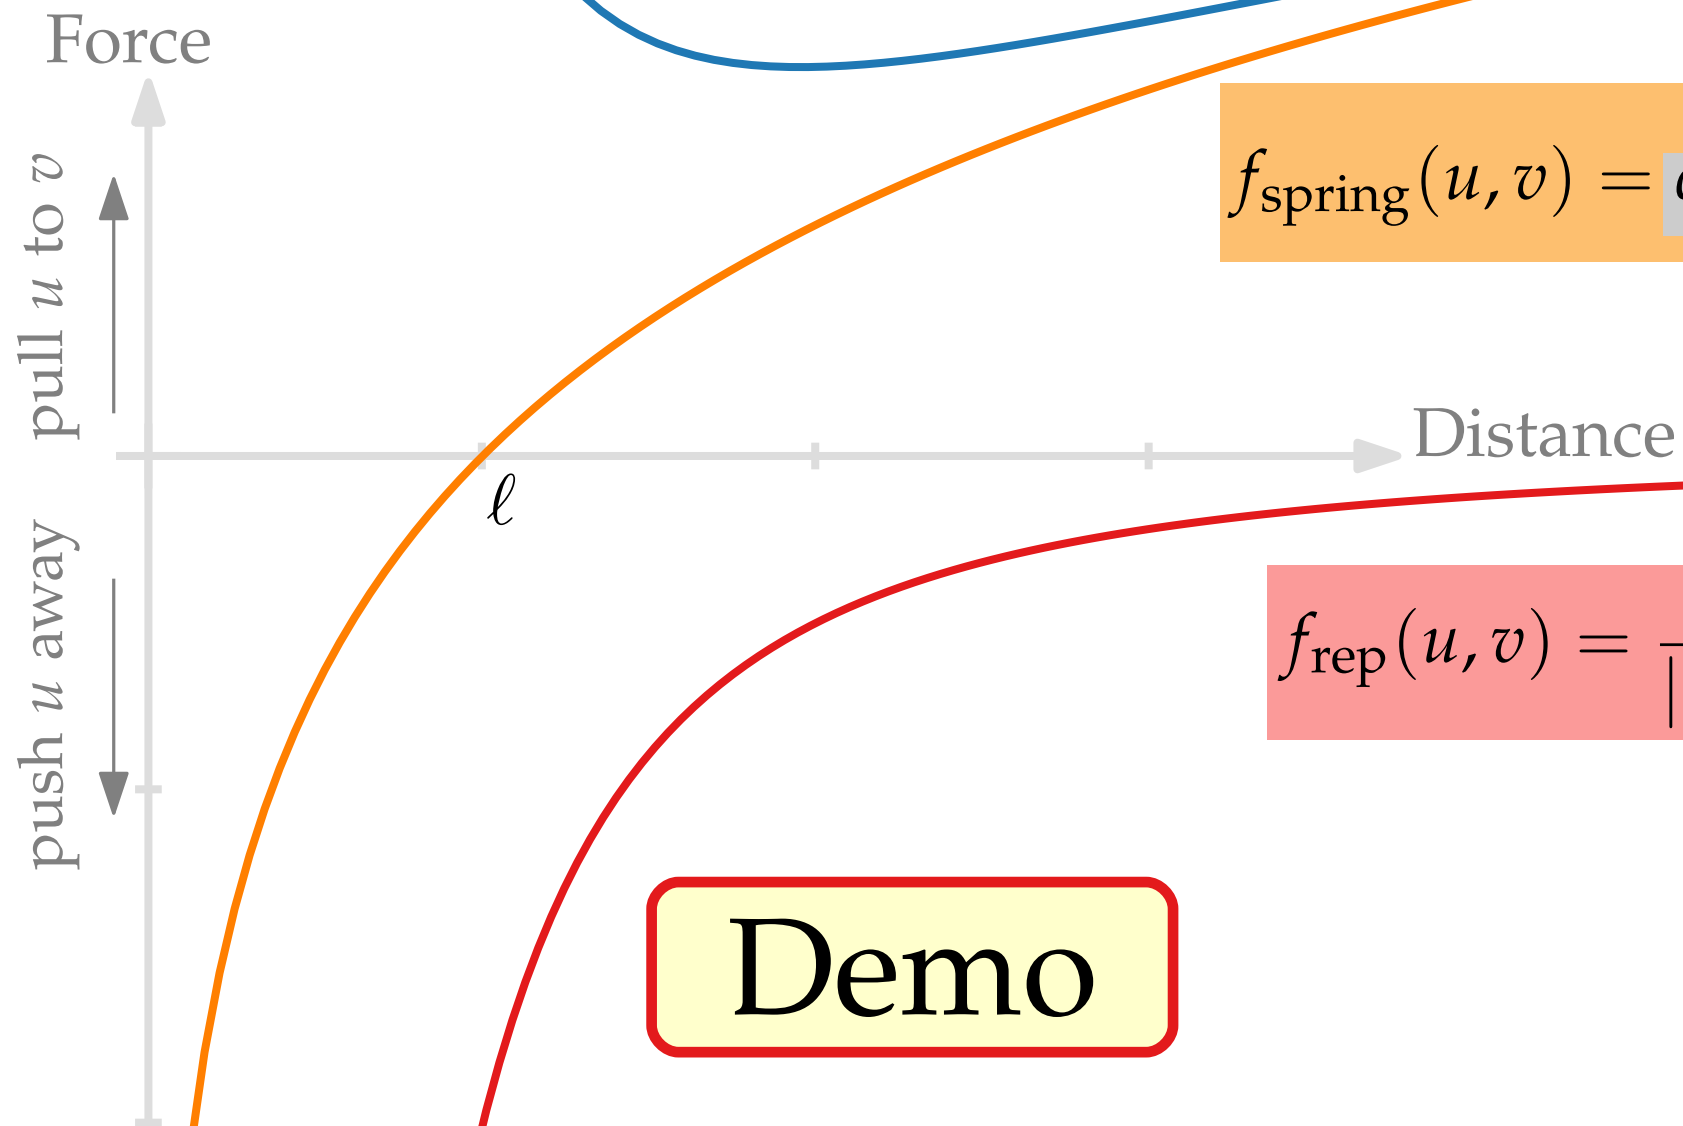 Force
pull u to v
f_spring(u, v) =
Distance
ℓ
push u away
f_rep(u, v) =
Demo